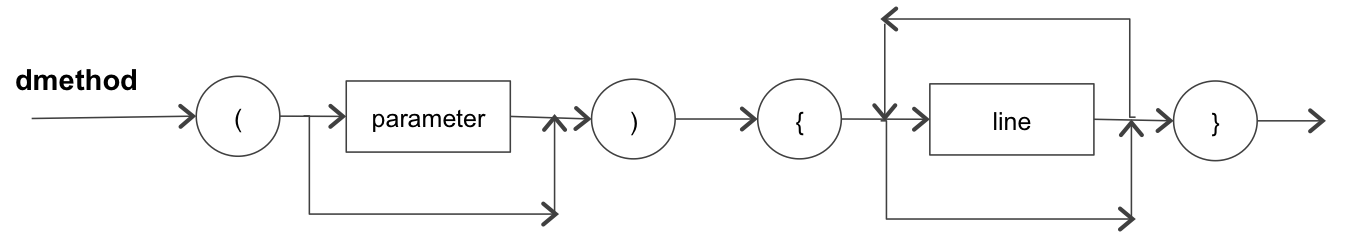 dmethod
( parameter ) { line }